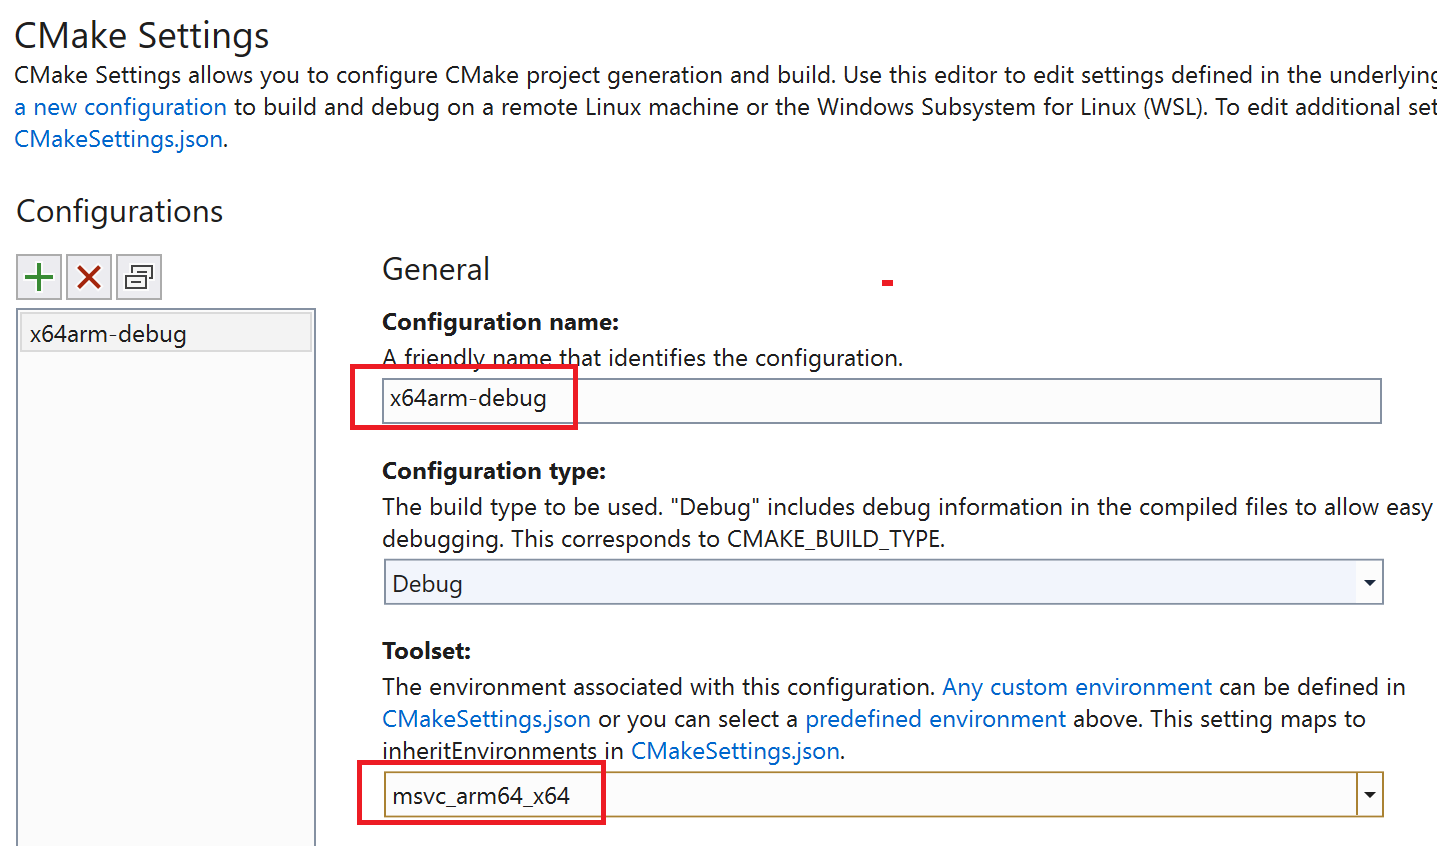 CMake Settings
CMake Settings allows you to configure CMake project generation and build. Use this editor to edit settings defined in the underlying
a new configuration to build and debug on a remote Linux machine or the Windows Subsystem for Linux (WSL). To edit additional set
CMakeSettings.json.
Configurations
x64arm-debug
General
Configuration name:
A friendly name that identifies the configuration.
x64arm-debug
Configuration type:
The build type to be used. "Debug" includes debug information in the compiled files to allow easy
debugging. This corresponds to CMAKE_BUILD_TYPE.
Debug
Toolset:
The environment associated with this configuration. Any custom environment can be defined in
CMakeSettings.json or you can select a predefined environment above. This setting maps to
inheritEnvironments in CMakeSettings.json.
msvc_arm64_x64